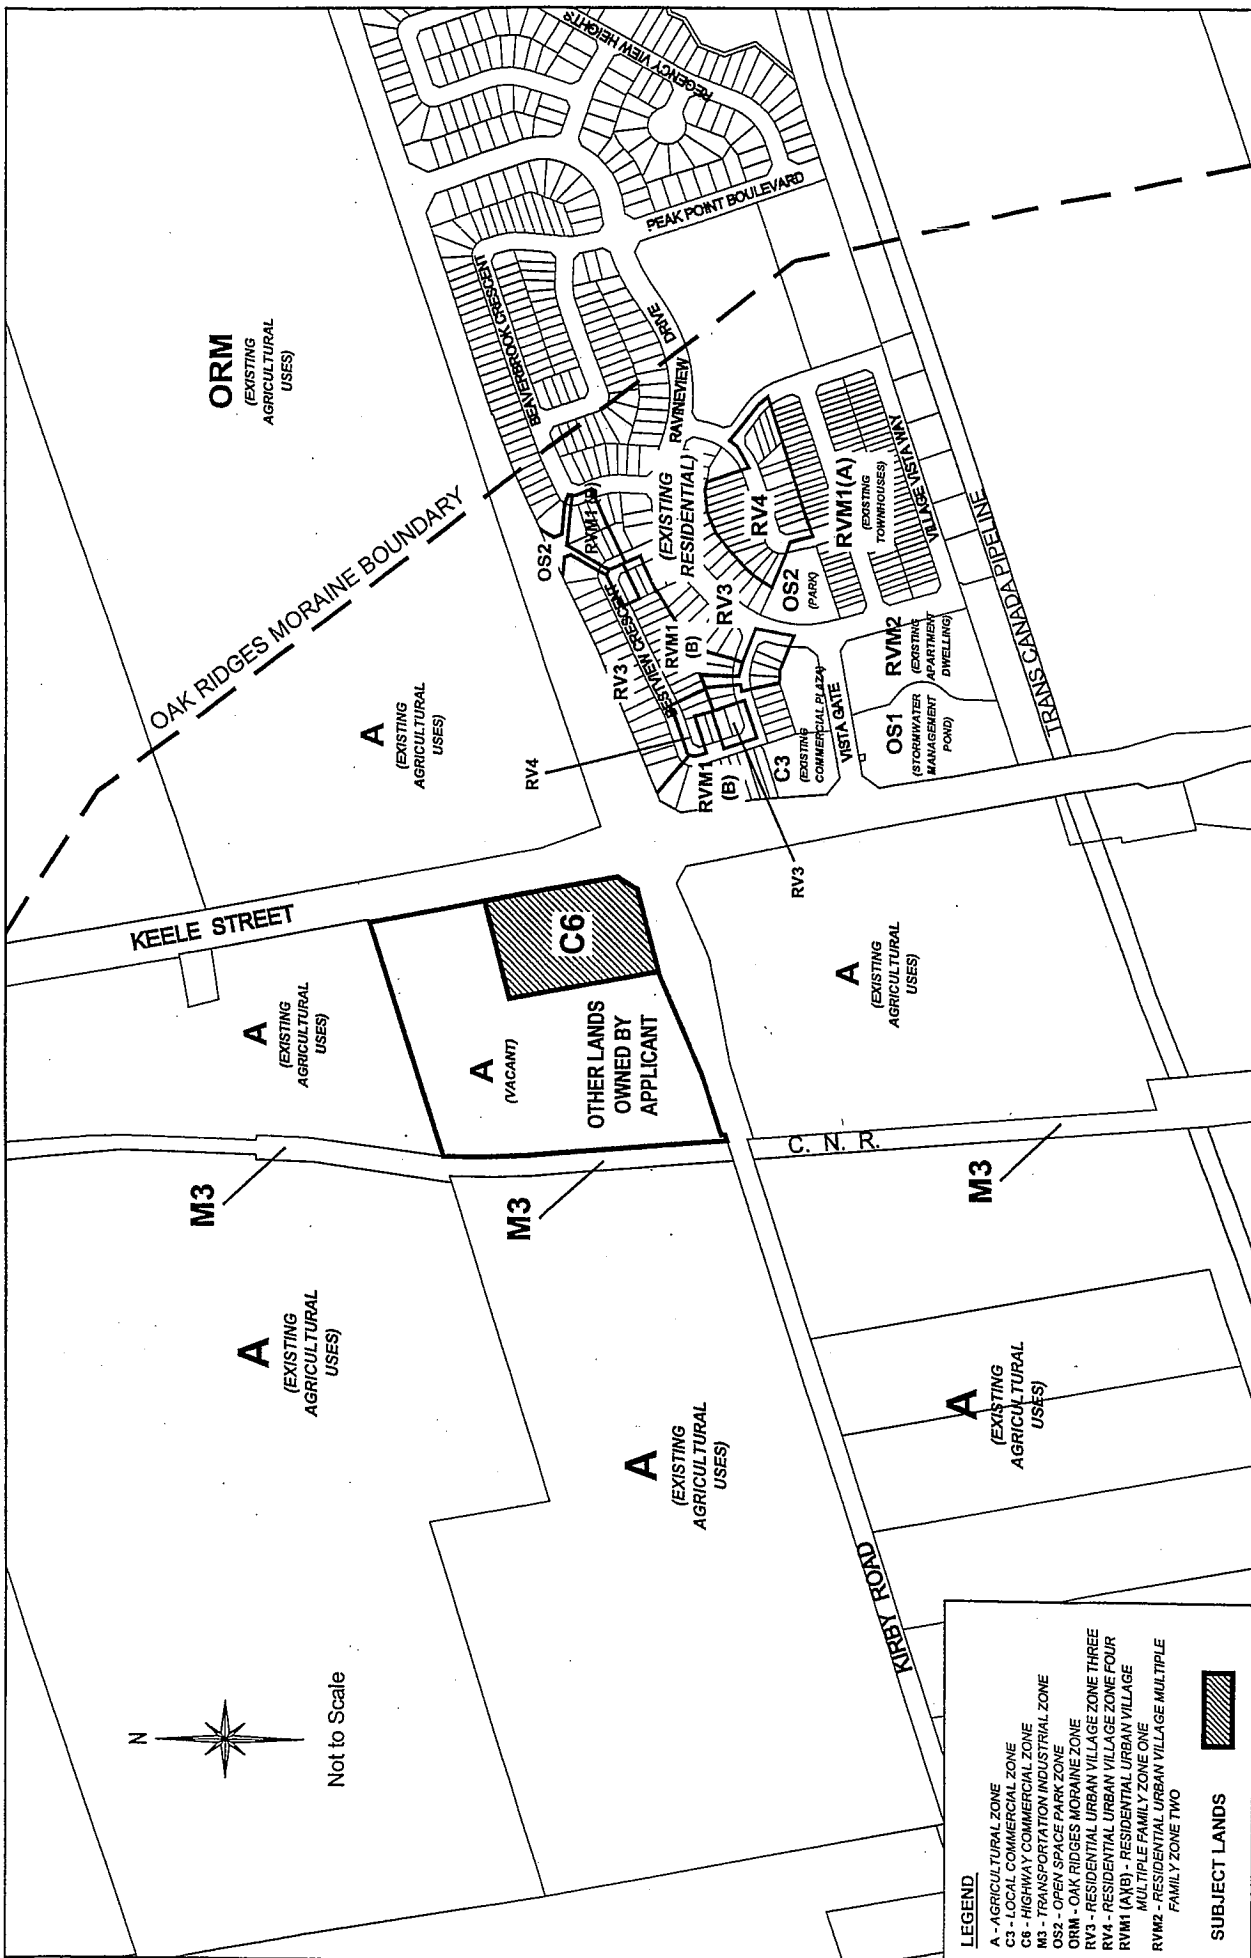 N
Not to Scale
KEELE STREET
OAK RIDGES MORAINE BOUNDARY
ORM
(EXISTING
AGRICULTURAL
USES)
A
(EXISTING
AGRICULTURAL
USES)
A
(EXISTING
AGRICULTURAL
USES)
A
(EXISTING
AGRICULTURAL
USES)
M3
M3
M3
A
(VACANT)
C6
OTHER LANDS
OWNED BY
APPLICANT
C. N. R.
A
(EXISTING
AGRICULTURAL
USES)
A
(EXISTING
AGRICULTURAL
USES)
A
(EXISTING
AGRICULTURAL
USES)
KIRBY ROAD
REGENCY VIEW HEIGHTS
PEAK POINT BOULEVARD
BEAVERBROOK CRESCENT
RAVINEVIEW DRIVE
OS2
RVM1 (B)
(EXISTING
RESIDENTIAL)
BESTVIEW CRESCENT
RV3
RVM1
(B)
RV3
RV4
RV4
RVM1
(B)
RV3
OS2
(PARK)
RVM1(A)
(EXISTING
TOWNHOUSES)
VILLAGE VISTA WAY
C3
(EXISTING
COMMERCIAL PLAZA)
VISTA GATE
RVM2
(EXISTING
APARTMENT
DWELLING)
OS1
(STORMWATER
MANAGEMENT
POND)
TRANS CANADA PIPELINE
LEGEND
A - AGRICULTURAL ZONE
C3 - LOCAL COMMERCIAL ZONE
C6 - HIGHWAY COMMERCIAL ZONE
M3 - TRANSPORTATION INDUSTRIAL ZONE
OS2 - OPEN SPACE PARK ZONE
ORM - OAK RIDGES MORAINE ZONE
RV3 - RESIDENTIAL URBAN VILLAGE ZONE THREE
RV4 - RESIDENTIAL URBAN VILLAGE ZONE FOUR
RVM1 (A)(B) - RESIDENTIAL URBAN VILLAGE
MULTIPLE FAMILY ZONE ONE
RVM2 - RESIDENTIAL URBAN VILLAGE MULTIPLE
FAMILY ZONE TWO
SUBJECT LANDS